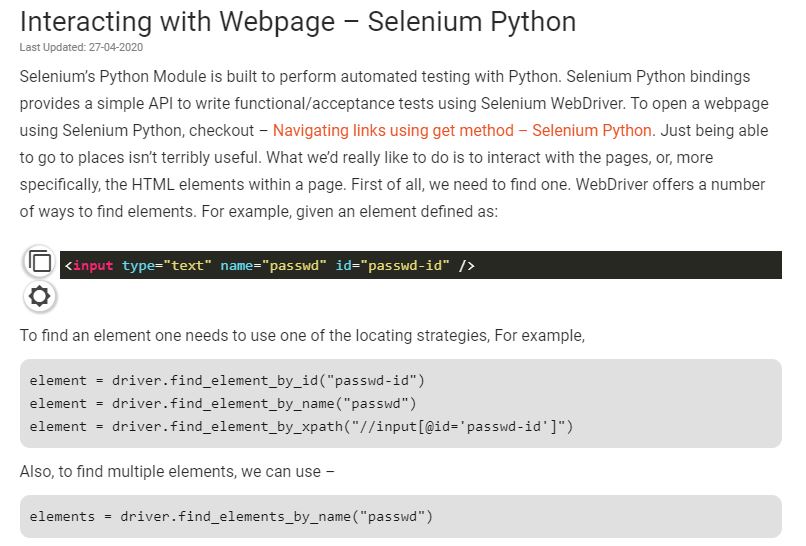 Interacting with Webpage – Selenium Python
Last Updated: 27-04-2020
Selenium's Python Module is built to perform automated testing with Python. Selenium Python bindings
provides a simple API to write functional/acceptance tests using Selenium WebDriver. To open a webpage
using Selenium Python, checkout – Navigating links using get method – Selenium Python. Just being able
to go to places isn't terribly useful. What we'd really like to do is to interact with the pages, or, more
specifically, the HTML elements within a page. First of all, we need to find one. WebDriver offers a number
of ways to find elements. For example, given an element defined as:
<input type="text" name="passwd" id="passwd-id" />
To find an element one needs to use one of the locating strategies, For example,
element = driver.find_element_by_id("passwd-id")
element = driver.find_element_by_name("passwd")
element = driver.find_element_by_xpath("//input[@id='passwd-id']")
Also, to find multiple elements, we can use –
elements = driver.find_elements_by_name("passwd")